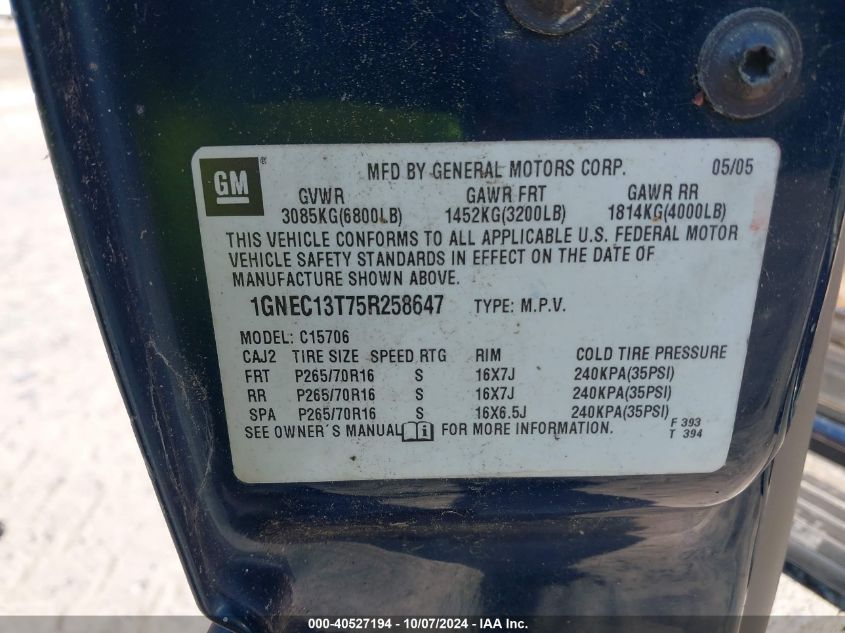 GM ® MFD BY GENERAL MOTORS CORP. 05/05
GVWR GAWR FRT GAWR RR
3085KG(6800LB) 1452KG(3200LB) 1814KG(4000LB)
THIS VEHICLE CONFORMS TO ALL APPLICABLE U.S. FEDERAL MOTOR
VEHICLE SAFETY STANDARDS IN EFFECT ON THE DATE OF
MANUFACTURE SHOWN ABOVE.
1GNEC13T75R258647 TYPE: M.P.V.
MODEL: C15706
CAJ2 TIRE SIZE SPEED RTG RIM COLD TIRE PRESSURE
FRT P265/70R16 S 16X7J 240KPA(35PSI)
RR P265/70R16 S 16X7J 240KPA(35PSI)
SPA P265/70R16 S 16X6.5J 240KPA(35PSI)
SEE OWNER'S MANUAL i FOR MORE INFORMATION. F 393
T 394
000-40527194 - 10/07/2024 - IAA Inc.